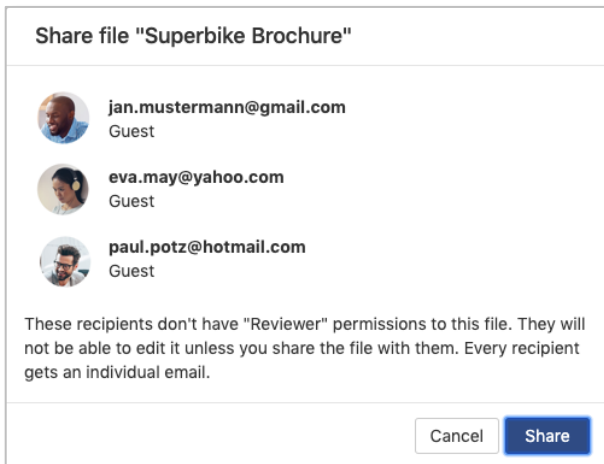 Share file "Superbike Brochure"
jan.mustermann@gmail.com
Guest
eva.may@yahoo.com
Guest
paul.potz@hotmail.com
Guest
These recipients don't have "Reviewer" permissions to this file. They will
not be able to edit it unless you share the file with them. Every recipient
gets an individual email.
Cancel Share